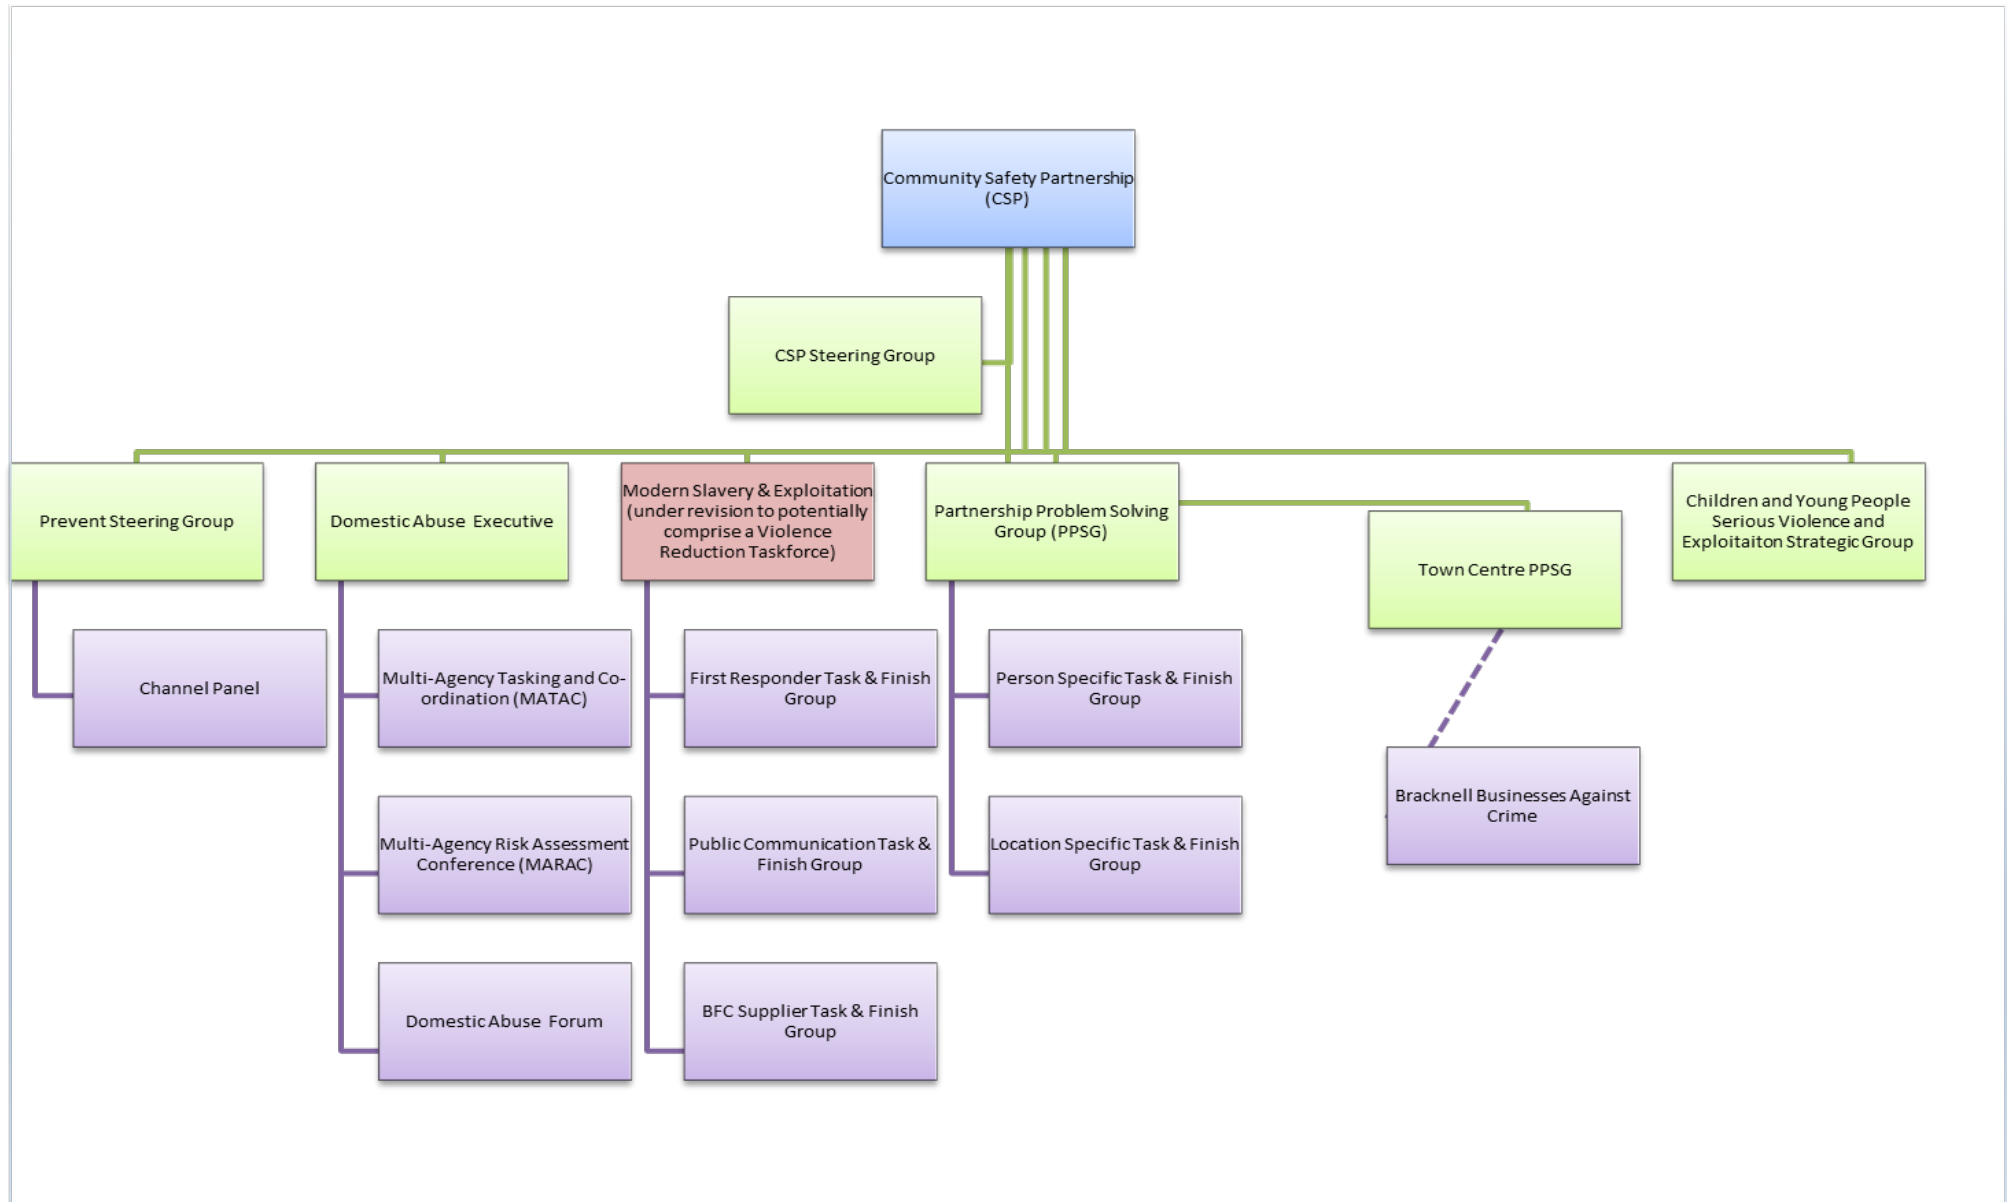 Community Safety Partnership
(CSP)
CSP Steering Group
Prevent Steering Group
Domestic Abuse Executive
Modern Slavery & Exploitation
(under revision to potentially
comprise a Violence
Reduction Taskforce)
Partnership Problem Solving
Group (PPSG)
Town Centre PPSG
Children and Young People
Serious Violence and
Exploitaiton Strategic Group
Channel Panel
Multi-Agency Tasking and Co-
ordination (MATAC)
First Responder Task & Finish
Group
Person Specific Task & Finish
Group
Bracknell Businesses Against
Crime
Multi-Agency Risk Assessment
Conference (MARAC)
Public Communication Task &
Finish Group
Location Specific Task & Finish
Group
Domestic Abuse Forum
BFC Supplier Task & Finish
Group